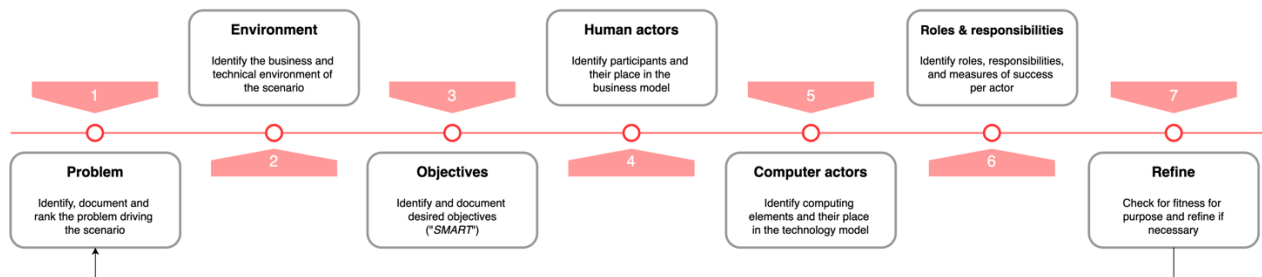 1
Problem
Identify, document and
rank the problem driving
the scenario
Environment
Identify the business and
technical environment of
the scenario
2
3
Objectives
Identify and document
desired objectives
("SMART")
Human actors
Identify participants and
their place in the
business model
4
5
Computer actors
Identify computing
elements and their place
in the technology model
Roles & responsibilities
Identify roles, responsibilities,
and measures of success
per actor
6
7
Refine
Check for fitness for
purpose and refine if
necessary